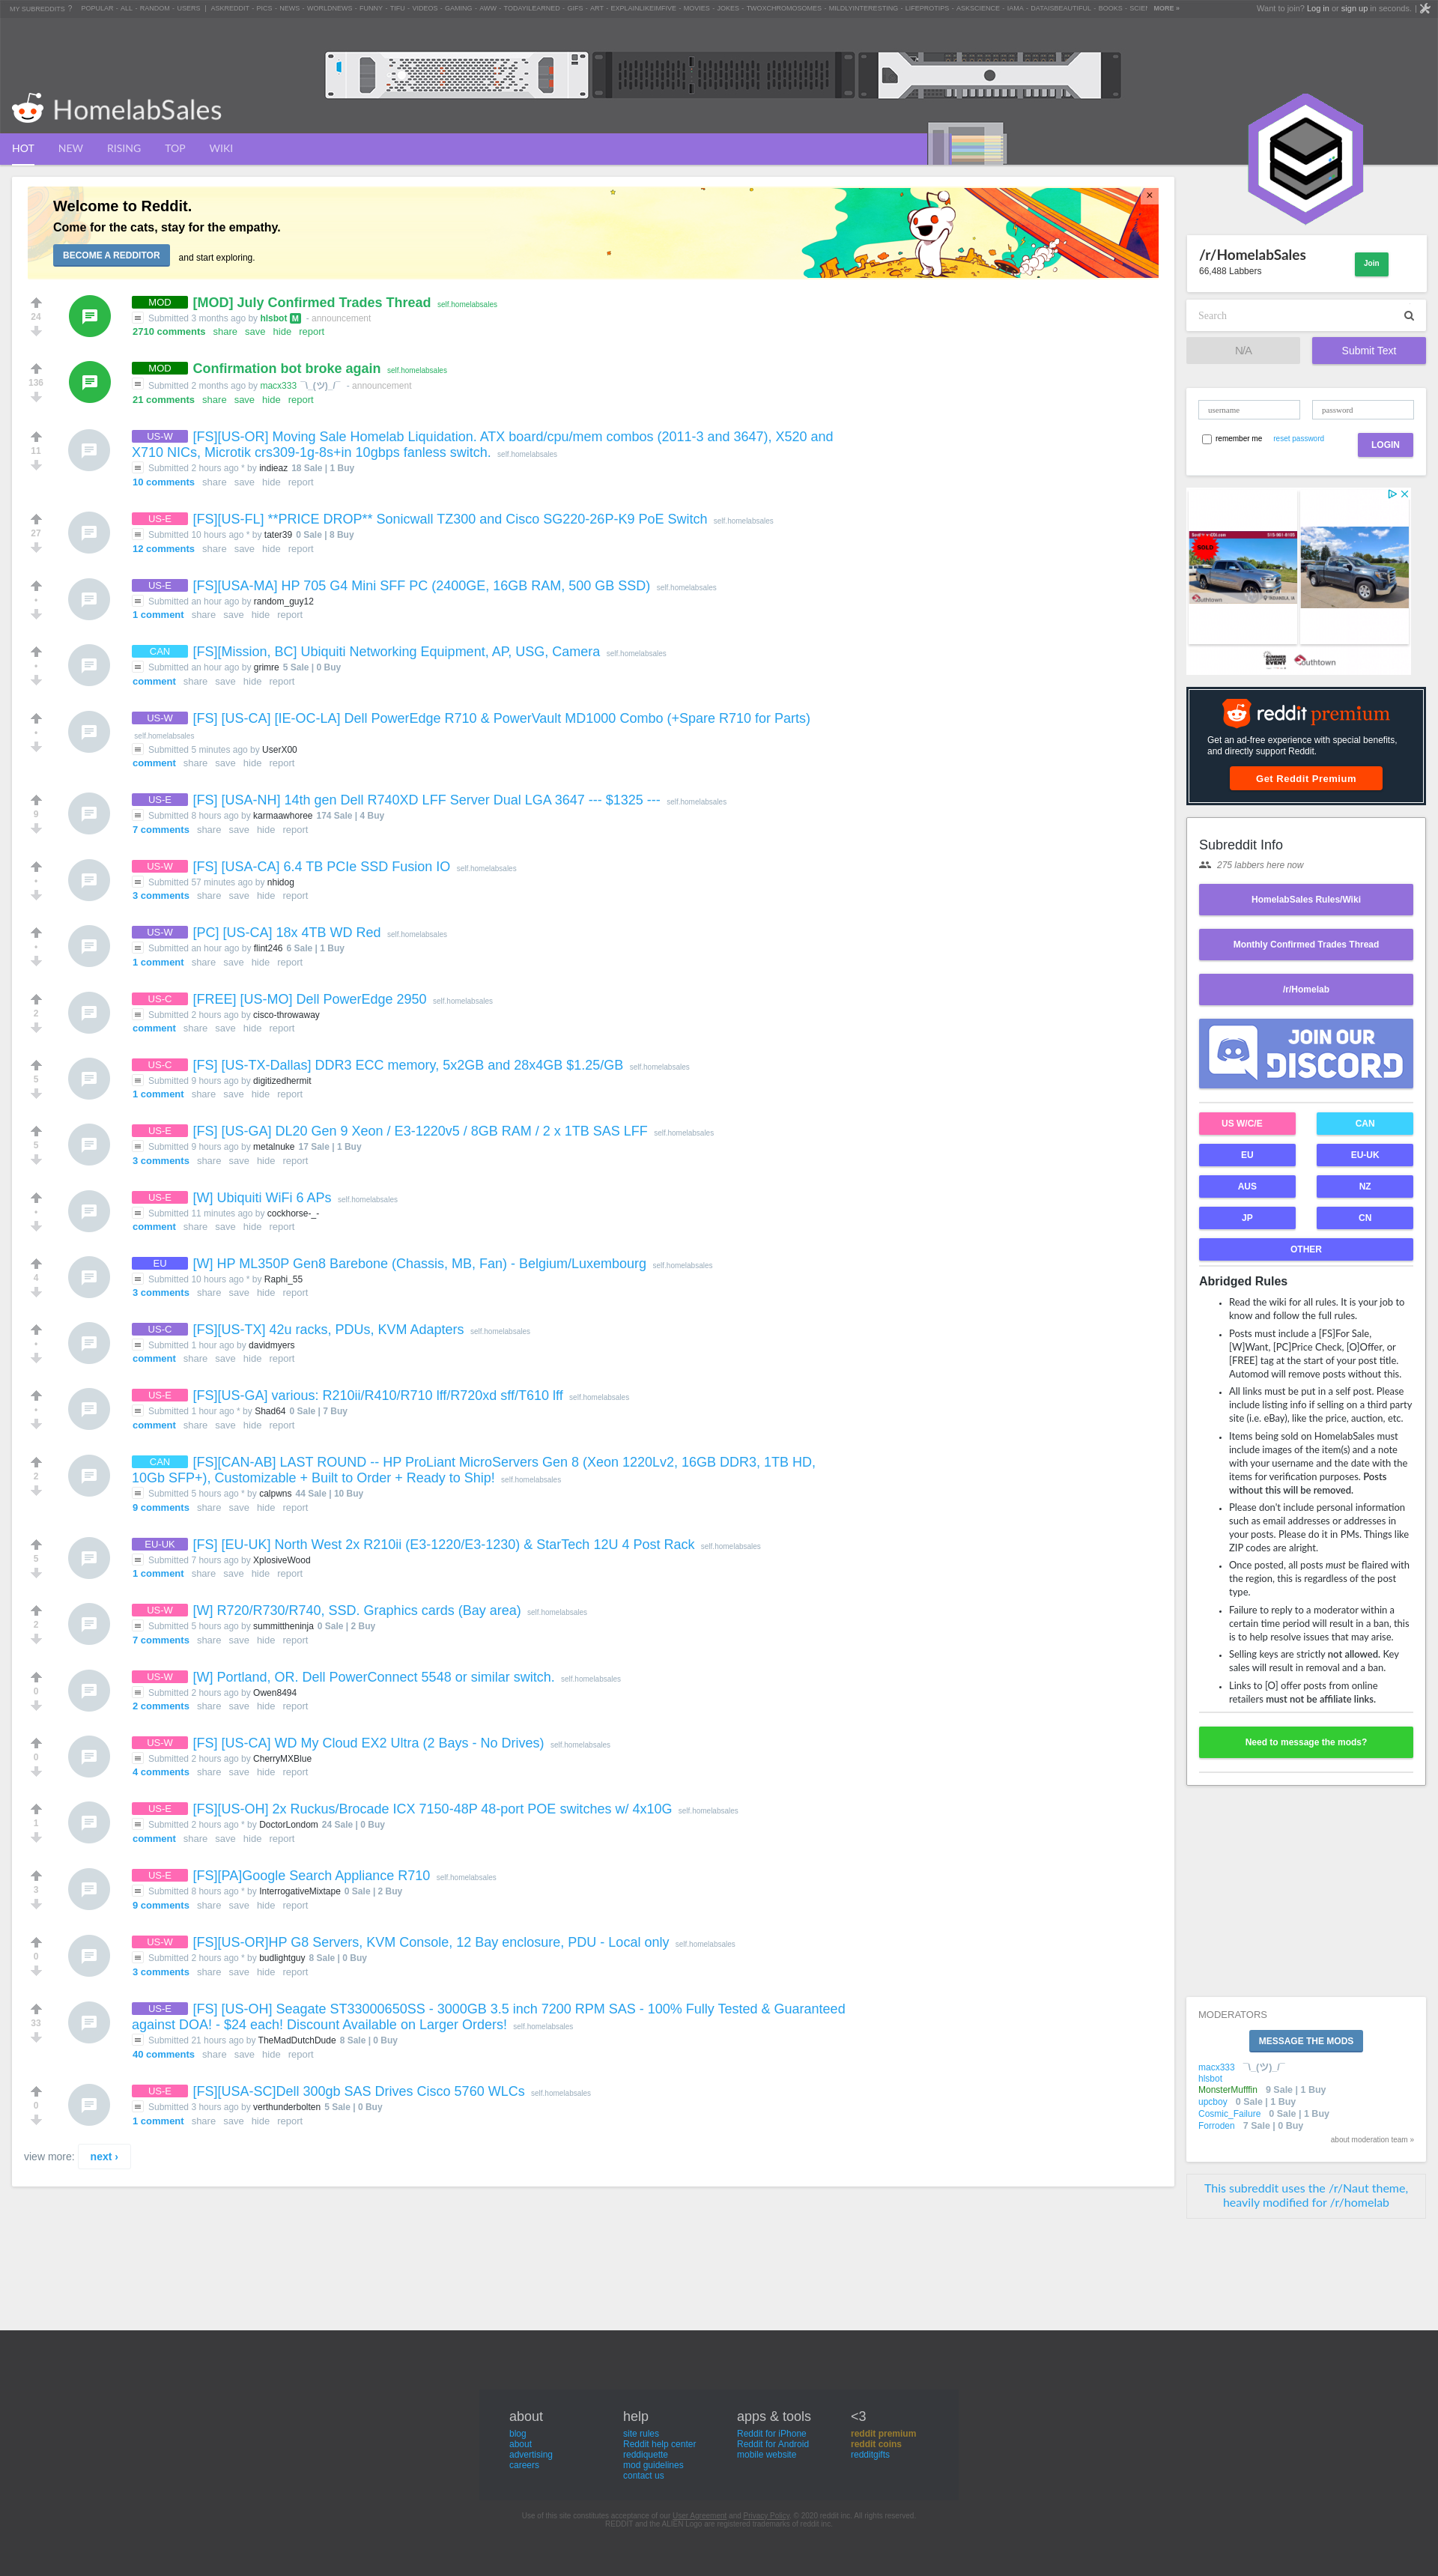 MY SUBREDDITS ? POPULAR - ALL - RANDOM - USERS | ASKREDDIT - PICS - NEWS - WORLDNEWS - FUNNY - TIFU - VIDEOS - GAMING - AWW - TODAYILEARNED - GIFS - ART - EXPLAINLIKEIMFIVE - MOVIES - JOKES - TWOXCHROMOSOMES - MILDLYINTERESTING - LIFEPROTIPS - ASKSCIENCE - IAMA - DATAISBEAUTIFUL - BOOKS - SCIEN MORE »
Want to join? Log in or sign up in seconds. |
HomelabSales
HOT NEW RISING TOP WIKI
Welcome to Reddit.
Come for the cats, stay for the empathy.
BECOME A REDDITOR and start exploring.
×
24
MOD [MOD] July Confirmed Trades Thread self.homelabsales
Submitted 3 months ago by hlsbot M - announcement
2710 comments share save hide report
136
MOD Confirmation bot broke again self.homelabsales
Submitted 2 months ago by macx333 ¯\_(ツ)_/¯ - announcement
21 comments share save hide report
11
US-W [FS][US-OR] Moving Sale Homelab Liquidation. ATX board/cpu/mem combos (2011-3 and 3647), X520 and
X710 NICs, Microtik crs309-1g-8s+in 10gbps fanless switch. self.homelabsales
Submitted 2 hours ago * by indieaz 18 Sale | 1 Buy
10 comments share save hide report
27
US-E [FS][US-FL] **PRICE DROP** Sonicwall TZ300 and Cisco SG220-26P-K9 PoE Switch self.homelabsales
Submitted 10 hours ago * by tater39 0 Sale | 8 Buy
12 comments share save hide report
•
US-E [FS][USA-MA] HP 705 G4 Mini SFF PC (2400GE, 16GB RAM, 500 GB SSD) self.homelabsales
Submitted an hour ago by random_guy12
1 comment share save hide report
•
CAN [FS][Mission, BC] Ubiquiti Networking Equipment, AP, USG, Camera self.homelabsales
Submitted an hour ago by grimre 5 Sale | 0 Buy
comment share save hide report
•
US-W [FS] [US-CA] [IE-OC-LA] Dell PowerEdge R710 & PowerVault MD1000 Combo (+Spare R710 for Parts)
self.homelabsales
Submitted 5 minutes ago by UserX00
comment share save hide report
9
US-E [FS] [USA-NH] 14th gen Dell R740XD LFF Server Dual LGA 3647 --- $1325 --- self.homelabsales
Submitted 8 hours ago by karmaawhoree 174 Sale | 4 Buy
7 comments share save hide report
•
US-W [FS] [USA-CA] 6.4 TB PCIe SSD Fusion IO self.homelabsales
Submitted 57 minutes ago by nhidog
3 comments share save hide report
•
US-W [PC] [US-CA] 18x 4TB WD Red self.homelabsales
Submitted an hour ago by flint246 6 Sale | 1 Buy
1 comment share save hide report
2
US-C [FREE] [US-MO] Dell PowerEdge 2950 self.homelabsales
Submitted 2 hours ago by cisco-throwaway
comment share save hide report
5
US-C [FS] [US-TX-Dallas] DDR3 ECC memory, 5x2GB and 28x4GB $1.25/GB self.homelabsales
Submitted 9 hours ago by digitizedhermit
1 comment share save hide report
5
US-E [FS] [US-GA] DL20 Gen 9 Xeon / E3-1220v5 / 8GB RAM / 2 x 1TB SAS LFF self.homelabsales
Submitted 9 hours ago by metalnuke 17 Sale | 1 Buy
3 comments share save hide report
•
US-E [W] Ubiquiti WiFi 6 APs self.homelabsales
Submitted 11 minutes ago by cockhorse-_-
comment share save hide report
4
EU [W] HP ML350P Gen8 Barebone (Chassis, MB, Fan) - Belgium/Luxembourg self.homelabsales
Submitted 10 hours ago * by Raphi_55
3 comments share save hide report
•
US-C [FS][US-TX] 42u racks, PDUs, KVM Adapters self.homelabsales
Submitted 1 hour ago by davidmyers
comment share save hide report
•
US-E [FS][US-GA] various: R210ii/R410/R710 lff/R720xd sff/T610 lff self.homelabsales
Submitted 1 hour ago * by Shad64 0 Sale | 7 Buy
comment share save hide report
2
CAN [FS][CAN-AB] LAST ROUND -- HP ProLiant MicroServers Gen 8 (Xeon 1220Lv2, 16GB DDR3, 1TB HD,
10Gb SFP+), Customizable + Built to Order + Ready to Ship! self.homelabsales
Submitted 5 hours ago * by calpwns 44 Sale | 10 Buy
9 comments share save hide report
5
EU-UK [FS] [EU-UK] North West 2x R210ii (E3-1220/E3-1230) & StarTech 12U 4 Post Rack self.homelabsales
Submitted 7 hours ago by XplosiveWood
1 comment share save hide report
2
US-W [W] R720/R730/R740, SSD. Graphics cards (Bay area) self.homelabsales
Submitted 5 hours ago by summittheninja 0 Sale | 2 Buy
7 comments share save hide report
0
US-W [W] Portland, OR. Dell PowerConnect 5548 or similar switch. self.homelabsales
Submitted 2 hours ago by Owen8494
2 comments share save hide report
0
US-W [FS] [US-CA] WD My Cloud EX2 Ultra (2 Bays - No Drives) self.homelabsales
Submitted 2 hours ago by CherryMXBlue
4 comments share save hide report
1
US-E [FS][US-OH] 2x Ruckus/Brocade ICX 7150-48P 48-port POE switches w/ 4x10G self.homelabsales
Submitted 2 hours ago * by DoctorLondom 24 Sale | 0 Buy
comment share save hide report
3
US-E [FS][PA]Google Search Appliance R710 self.homelabsales
Submitted 8 hours ago * by InterrogativeMixtape 0 Sale | 2 Buy
9 comments share save hide report
0
US-W [FS][US-OR]HP G8 Servers, KVM Console, 12 Bay enclosure, PDU - Local only self.homelabsales
Submitted 2 hours ago * by budlightguy 8 Sale | 0 Buy
3 comments share save hide report
33
US-E [FS] [US-OH] Seagate ST33000650SS - 3000GB 3.5 inch 7200 RPM SAS - 100% Fully Tested & Guaranteed
against DOA! - $24 each! Discount Available on Larger Orders! self.homelabsales
Submitted 21 hours ago by TheMadDutchDude 8 Sale | 0 Buy
40 comments share save hide report
0
US-E [FS][USA-SC]Dell 300gb SAS Drives Cisco 5760 WLCs self.homelabsales
Submitted 3 hours ago by verthunderbolten 5 Sale | 0 Buy
1 comment share save hide report
view more: next ›
/r/HomelabSales
66,488 Labbers
Join
Search
N/A Submit Text
username password
remember me reset password LOGIN
SOLD
southtown
EVENT southtown
reddit premium
Get an ad-free experience with special benefits,
and directly support Reddit.
Get Reddit Premium
Subreddit Info
275 labbers here now
HomelabSales Rules/Wiki
Monthly Confirmed Trades Thread
/r/Homelab
JOIN OUR
DISCORD
US W/C/E CAN
EU EU-UK
AUS NZ
JP CN
OTHER
Abridged Rules
• Read the wiki for all rules. It is your job to
know and follow the full rules.
• Posts must include a [FS]For Sale,
[W]Want, [PC]Price Check, [O]Offer, or
[FREE] tag at the start of your post title.
Automod will remove posts without this.
• All links must be put in a self post. Please
include listing info if selling on a third party
site (i.e. eBay), like the price, auction, etc.
• Items being sold on HomelabSales must
include images of the item(s) and a note
with your username and the date with the
items for verification purposes. Posts
without this will be removed.
• Please don't include personal information
such as email addresses or addresses in
your posts. Please do it in PMs. Things like
ZIP codes are alright.
• Once posted, all posts must be flaired with
the region, this is regardless of the post
type.
• Failure to reply to a moderator within a
certain time period will result in a ban, this
is to help resolve issues that may arise.
• Selling keys are strictly not allowed. Key
sales will result in removal and a ban.
• Links to [O] offer posts from online
retailers must not be affiliate links.
Need to message the mods?
MODERATORS
MESSAGE THE MODS
macx333 ¯\_(ツ)_/¯
hlsbot
MonsterMufffin 9 Sale | 1 Buy
upcboy 0 Sale | 1 Buy
Cosmic_Failure 0 Sale | 1 Buy
Forroden 7 Sale | 0 Buy
about moderation team »
This subreddit uses the /r/Naut theme,
heavily modified for /r/homelab
about
blog
about
advertising
careers
help
site rules
Reddit help center
reddiquette
mod guidelines
contact us
apps & tools
Reddit for iPhone
Reddit for Android
mobile website
<3
reddit premium
reddit coins
redditgifts
Use of this site constitutes acceptance of our User Agreement and Privacy Policy. © 2020 reddit inc. All rights reserved.
REDDIT and the ALIEN Logo are registered trademarks of reddit inc.